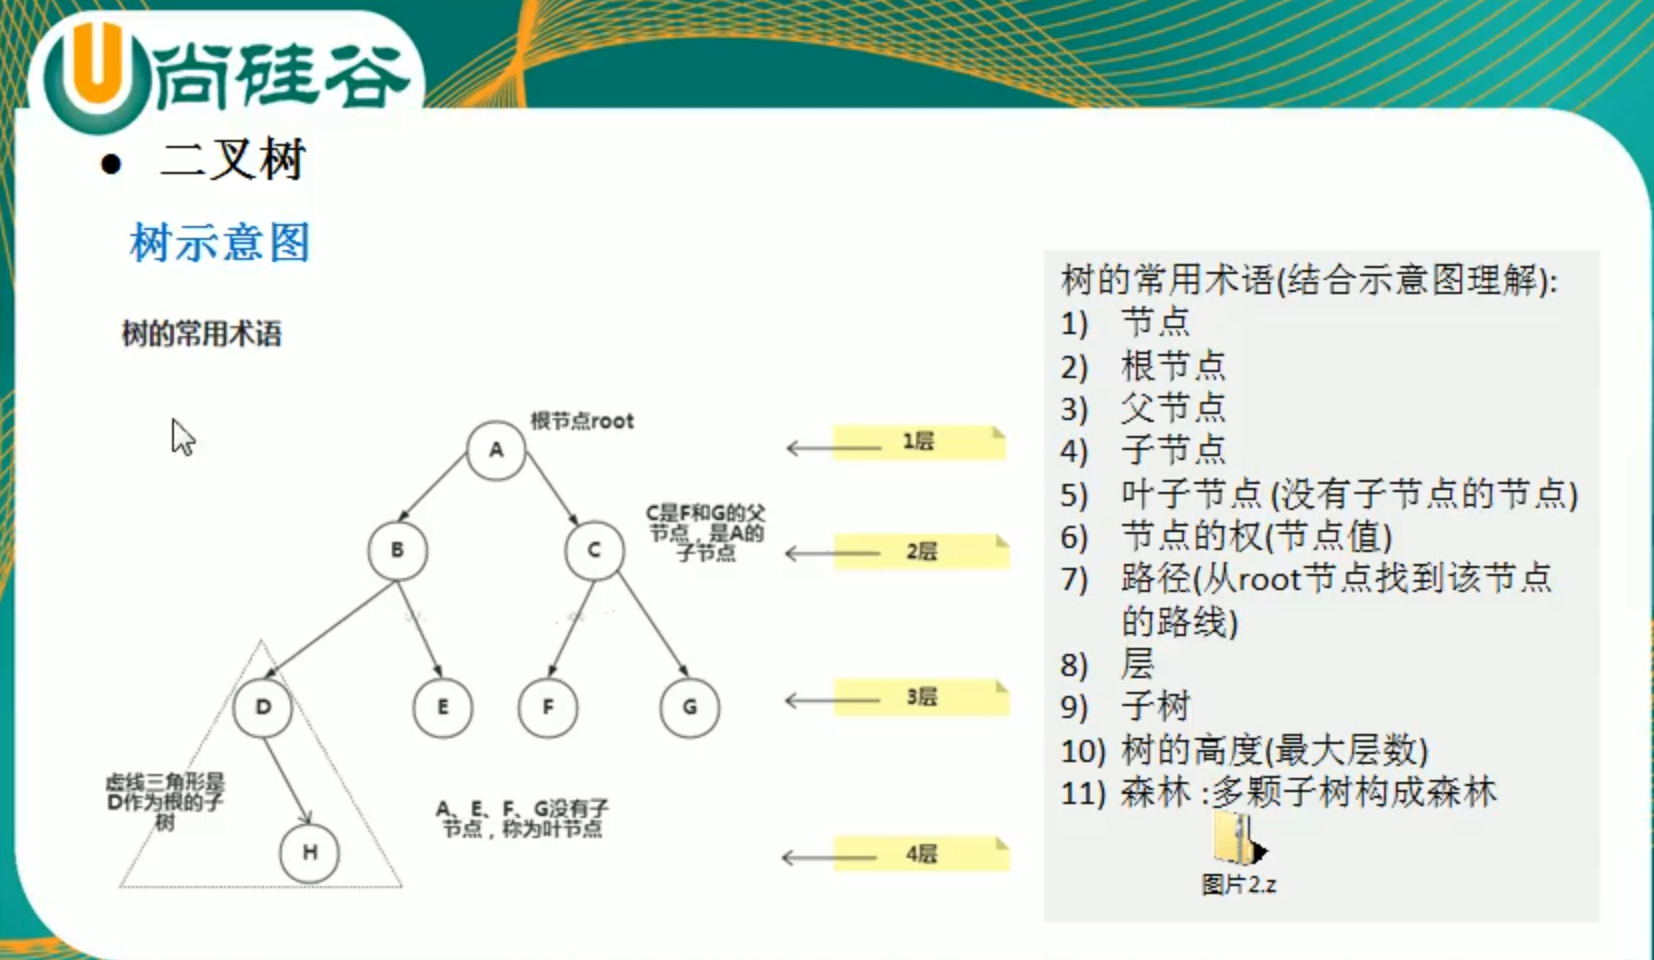 尚硅谷
● 二叉树
树示意图
树的常用术语
根节点root
A
1层
B
C
C是F和G的父
节点，是A的
子节点
2层
D
E
F
G
3层
虚线三角形是
D作为根的子
树
A、E、F、G没有子
节点，称为叶节点
H
4层
树的常用术语(结合示意图理解):
1) 节点
2) 根节点
3) 父节点
4) 子节点
5) 叶子节点 (没有子节点的节点)
6) 节点的权(节点值)
7) 路径(从root节点找到该节点
的路线)
8) 层
9) 子树
10) 树的高度(最大层数)
11) 森林 :多颗子树构成森林
图片2.z